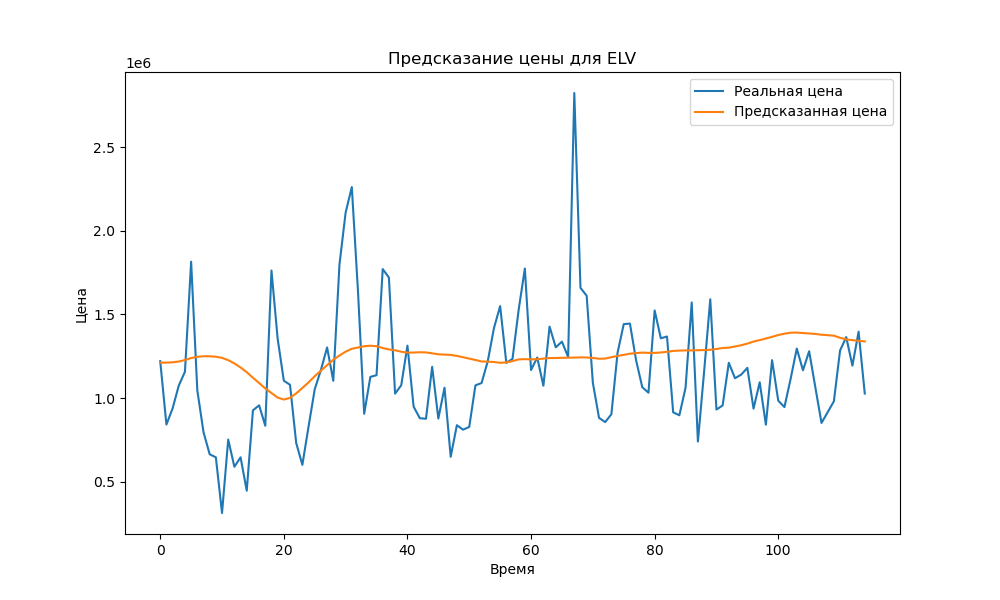 Предсказание цены для ELV
1e6
Реальная цена
Предсказанная цена
2.5
2.0
1.5
1.0
0.5
Цена
0 20 40 60 80 100
Время